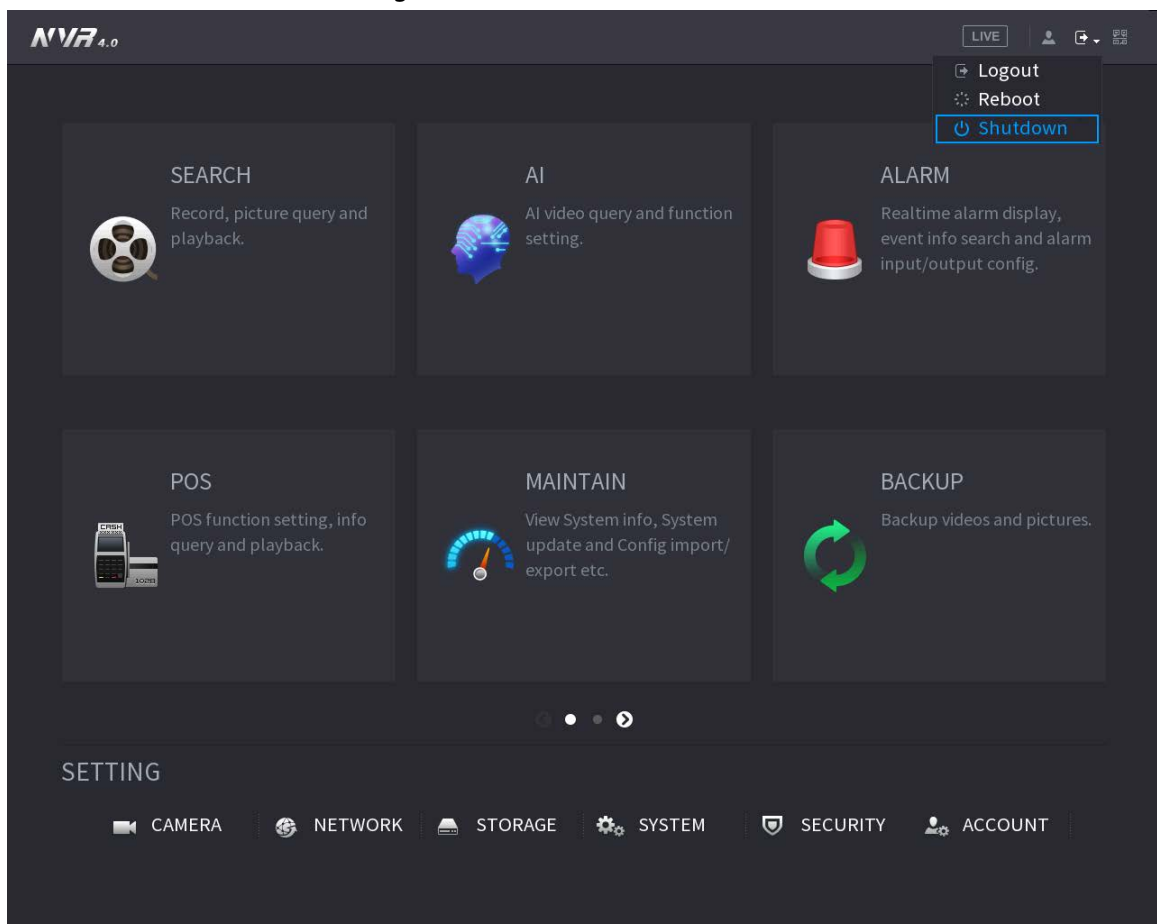 NVR 4.0
LIVE
Logout
Reboot
Shutdown
SEARCH
Record, picture query and
playback.
AI
AI video query and function
setting.
ALARM
Realtime alarm display,
event info search and alarm
input/output config.
POS
POS function setting, info
query and playback.
CASH
MAINTAIN
View System info, System
update and Config import/
export etc.
BACKUP
Backup videos and pictures.
SETTING
CAMERA
NETWORK
STORAGE
SYSTEM
SECURITY
ACCOUNT